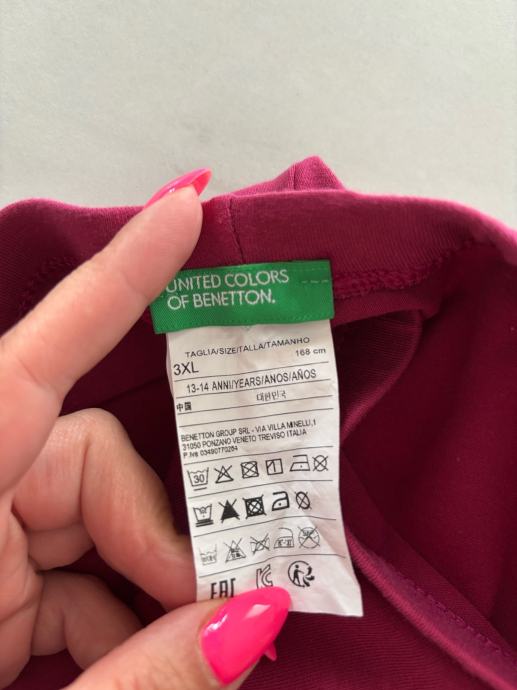 UNITED COLORS
OF BENETTON.
TAGLIA/SIZE/TALLA/TAMANHO
3XL 168 cm
13-14 ANNI/YEARS/ANOS/AÑOS
中国 대한민국
BENETTON GROUP SRL - VIA VILLA MINELLI,1
31050 PONZANO VENETO TREVISO ITALIA
P.Iva 03490770264
30
EAC